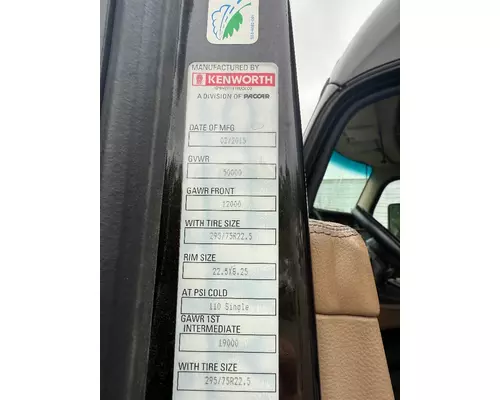 MANUFACTURED BY
KENWORTH
A DIVISION OF PACCAR
DATE OF MFG
02/2013
GVWR
50000
GAWR FRONT
12000
WITH TIRE SIZE
295/75R22.5
RIM SIZE
22.5X8.25
AT PSI COLD
110 Single
GAWR 1ST
INTERMEDIATE
19000
WITH TIRE SIZE
295/75R22.5